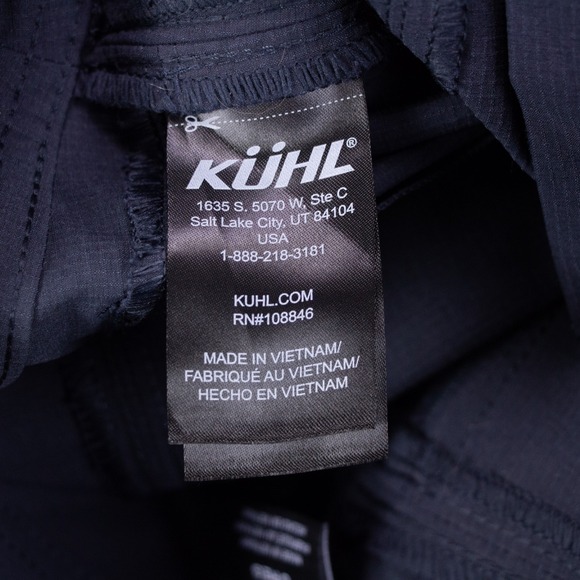 KÜHL®
1635 S. 5070 W, Ste C
Salt Lake City, UT 84104
USA
1-888-218-3181
KUHL.COM
RN#108846
MADE IN VIETNAM/
FABRIQUÉ AU VIETNAM/
HECHO EN VIETNAM